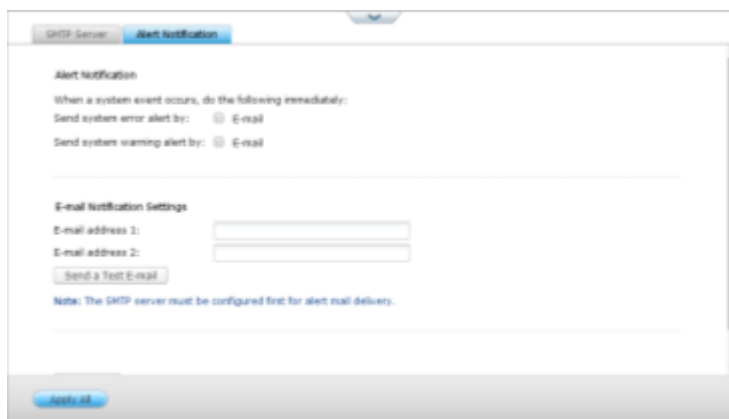 SMTP Server
Alert Notification
Alert Notification
When a system event occurs, do the following immediately:
Send system error alert by: E-mail
Send system warning alert by: E-mail
E-mail Notification Settings
E-mail address 1:
E-mail address 2:
Send a Test E-mail
Note: The SMTP server must be configured first for alert mail delivery.
Apply All